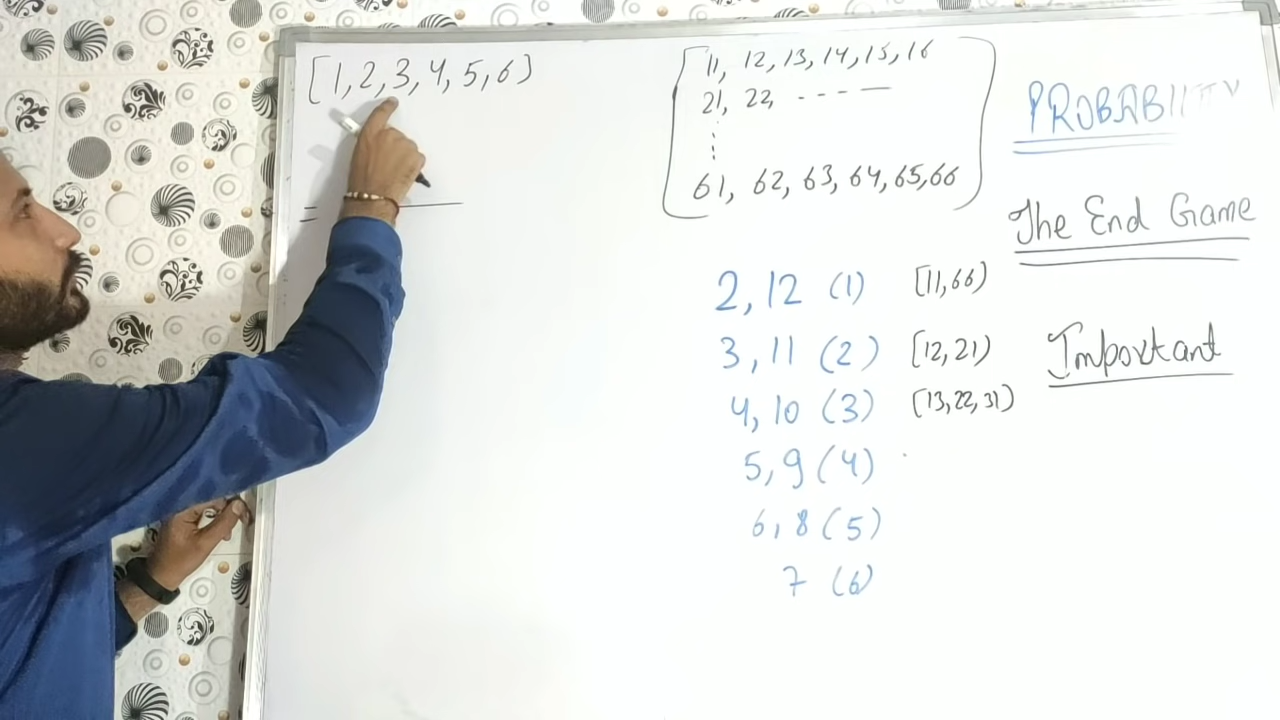 [1,2,3,4,5,6)
=
11, 12, 13, 14, 15, 16
21, 22, - - - —
61, 62, 63, 64, 65, 66
2, 12 (1) [11,66)
3, 11 (2) [12,21)
4, 10 (3) [13,22,31)
5, 9 (4)
6, 8 (5)
7 (6)
PROBABILITY
The End Game
Important